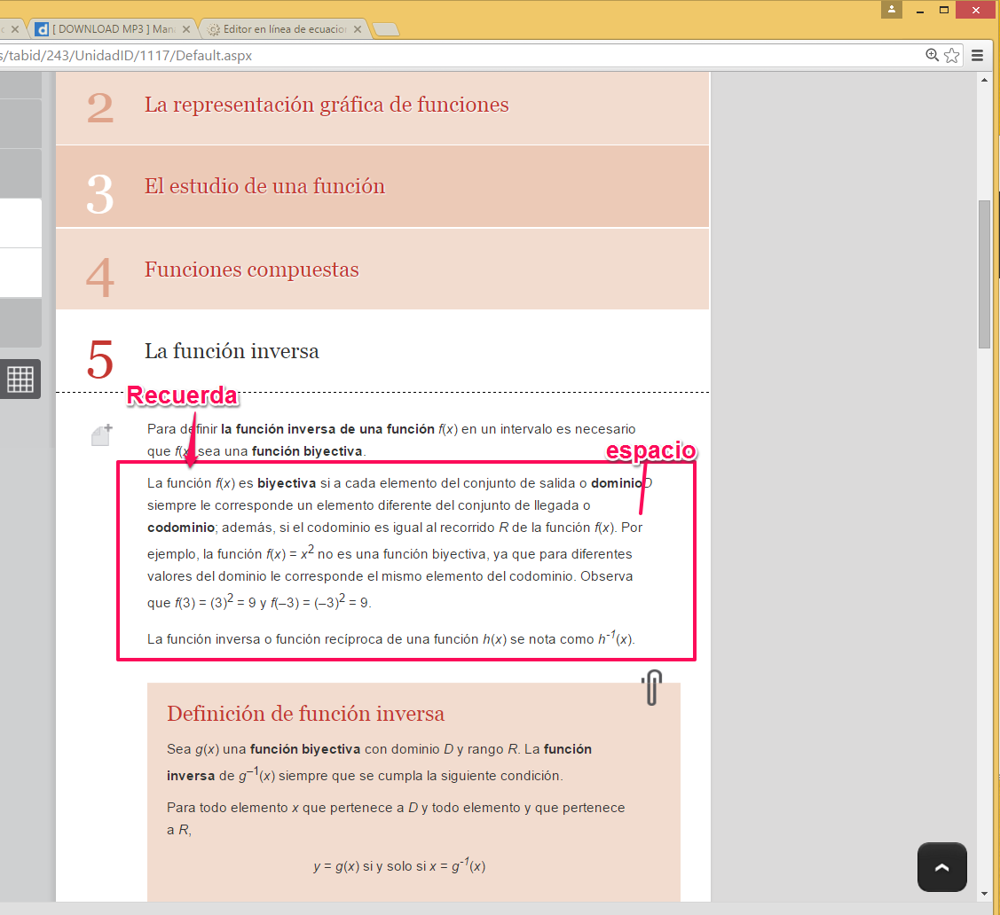 [ DOWNLOAD MP3 ] Man
Editor en línea de ecuacion
s/tabid/243/UnidadID/1117/Default.aspx
2 La representación gráfica de funciones
3 El estudio de una función
4 Funciones compuestas
5 La función inversa
Recuerda
Para definir la función inversa de una función f(x) en un intervalo es necesario
que f(x) sea una función biyectiva.
espacio
La función f(x) es biyectiva si a cada elemento del conjunto de salida o dominioD
siempre le corresponde un elemento diferente del conjunto de llegada o
codominio; además, si el codominio es igual al recorrido R de la función f(x). Por
ejemplo, la función f(x) = x² no es una función biyectiva, ya que para diferentes
valores del dominio le corresponde el mismo elemento del codominio. Observa
que f(3) = (3)² = 9 y f(–3) = (–3)² = 9.
La función inversa o función recíproca de una función h(x) se nota como h⁻¹(x).
Definición de función inversa
Sea g(x) una función biyectiva con dominio D y rango R. La función
inversa de g⁻¹(x) siempre que se cumpla la siguiente condición.
Para todo elemento x que pertenece a D y todo elemento y que pertenece
a R,
y = g(x) si y solo si x = g⁻¹(x)